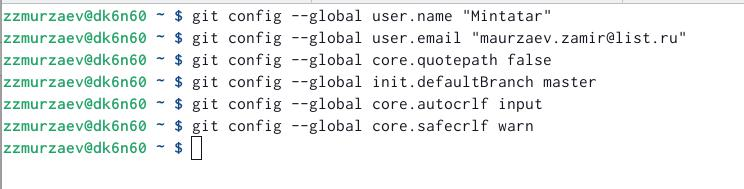 zzmurzaev@dk6n60 ~ $ git config --global user.name "Mintatar"
zzmurzaev@dk6n60 ~ $ git config --global user.email "maurzaev.zamir@list.ru"
zzmurzaev@dk6n60 ~ $ git config --global core.quotepath false
zzmurzaev@dk6n60 ~ $ git config --global init.defaultBranch master
zzmurzaev@dk6n60 ~ $ git config --global core.autocrlf input
zzmurzaev@dk6n60 ~ $ git config --global core.safecrlf warn
zzmurzaev@dk6n60 ~ $